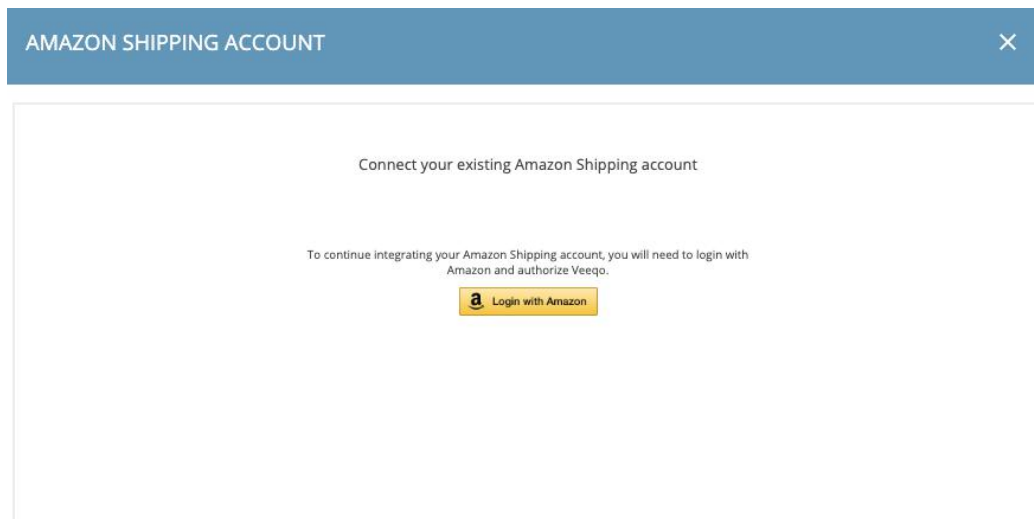 AMAZON SHIPPING ACCOUNT
Connect your existing Amazon Shipping account
To continue integrating your Amazon Shipping account, you will need to login with
Amazon and authorize Veeqo.
Login with Amazon